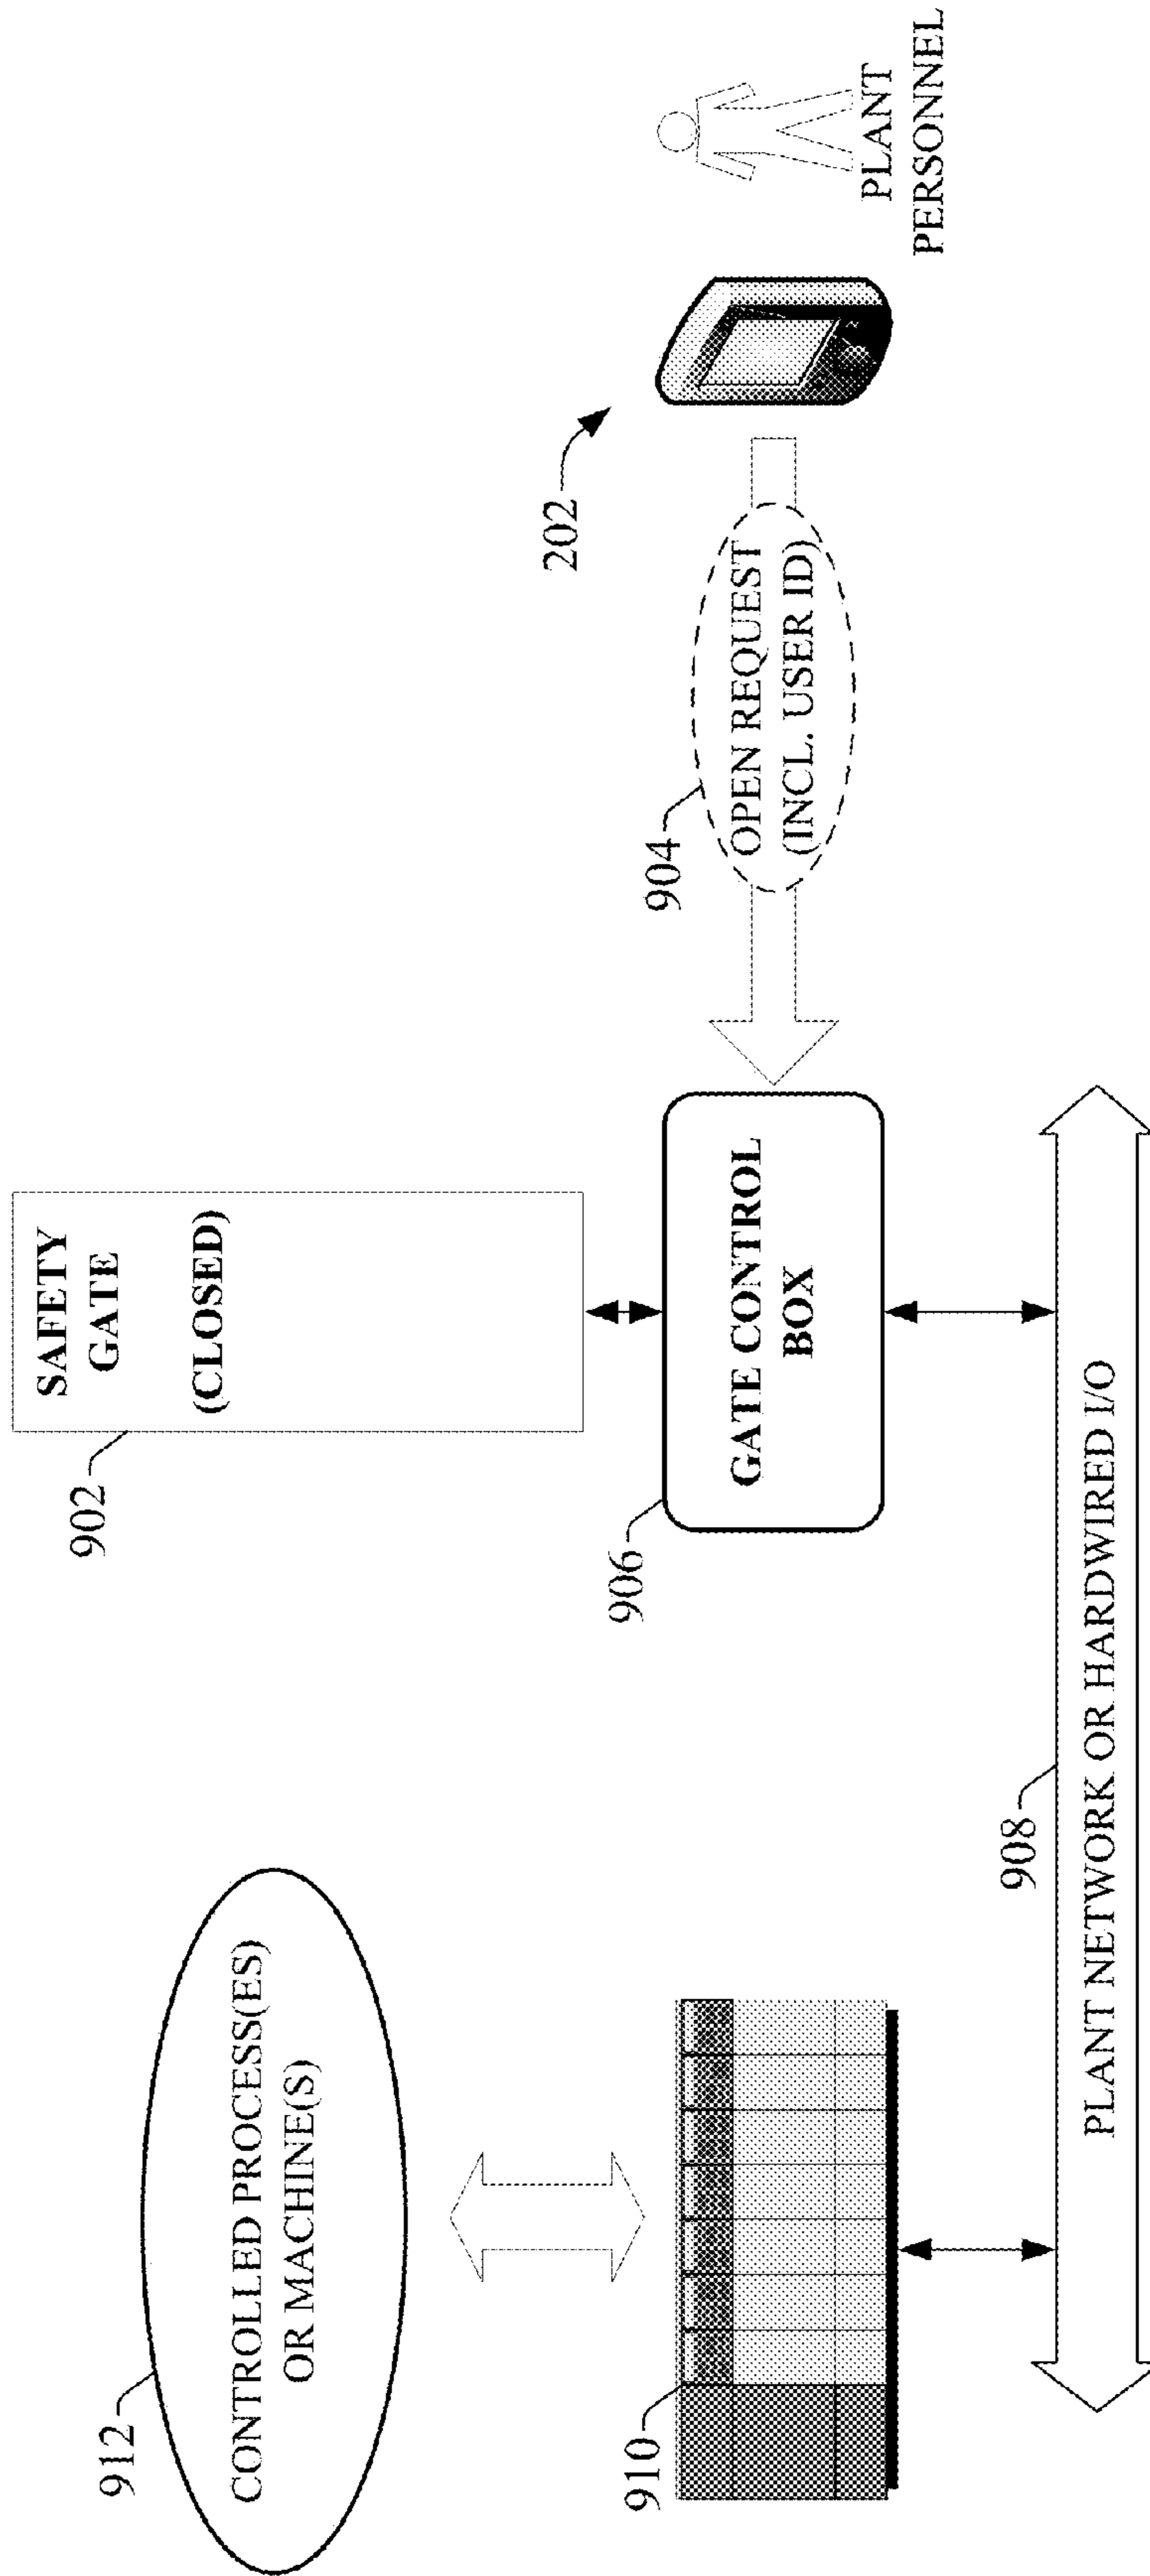 912
CONTROLLED PROCESS(ES)
OR MACHINE(S)
902
SAFETY
GATE
(CLOSED)
910
906
GATE CONTROL
BOX
904
OPEN REQUEST
(INCL. USER ID)
202
PLANT
PERSONNEL
908
PLANT NETWORK OR HARDWIRED I/O